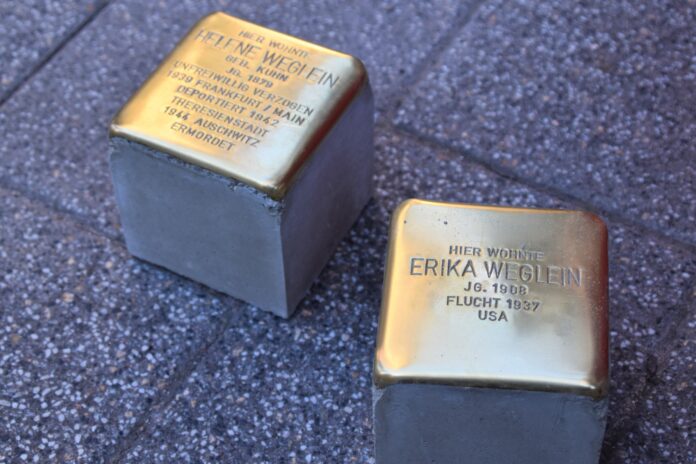 HIER WOHNTE
HELENE WEGLEIN
GEB. KUHN
JG. 1879
UNFREIWILLIG VERZOGEN
1939 FRANKFURT / MAIN
DEPORTIERT 1942
THERESIENSTADT
1944 AUSCHWITZ
ERMORDET
HIER WOHNTE
ERIKA WEGLEIN
JG. 1908
FLUCHT 1937
USA